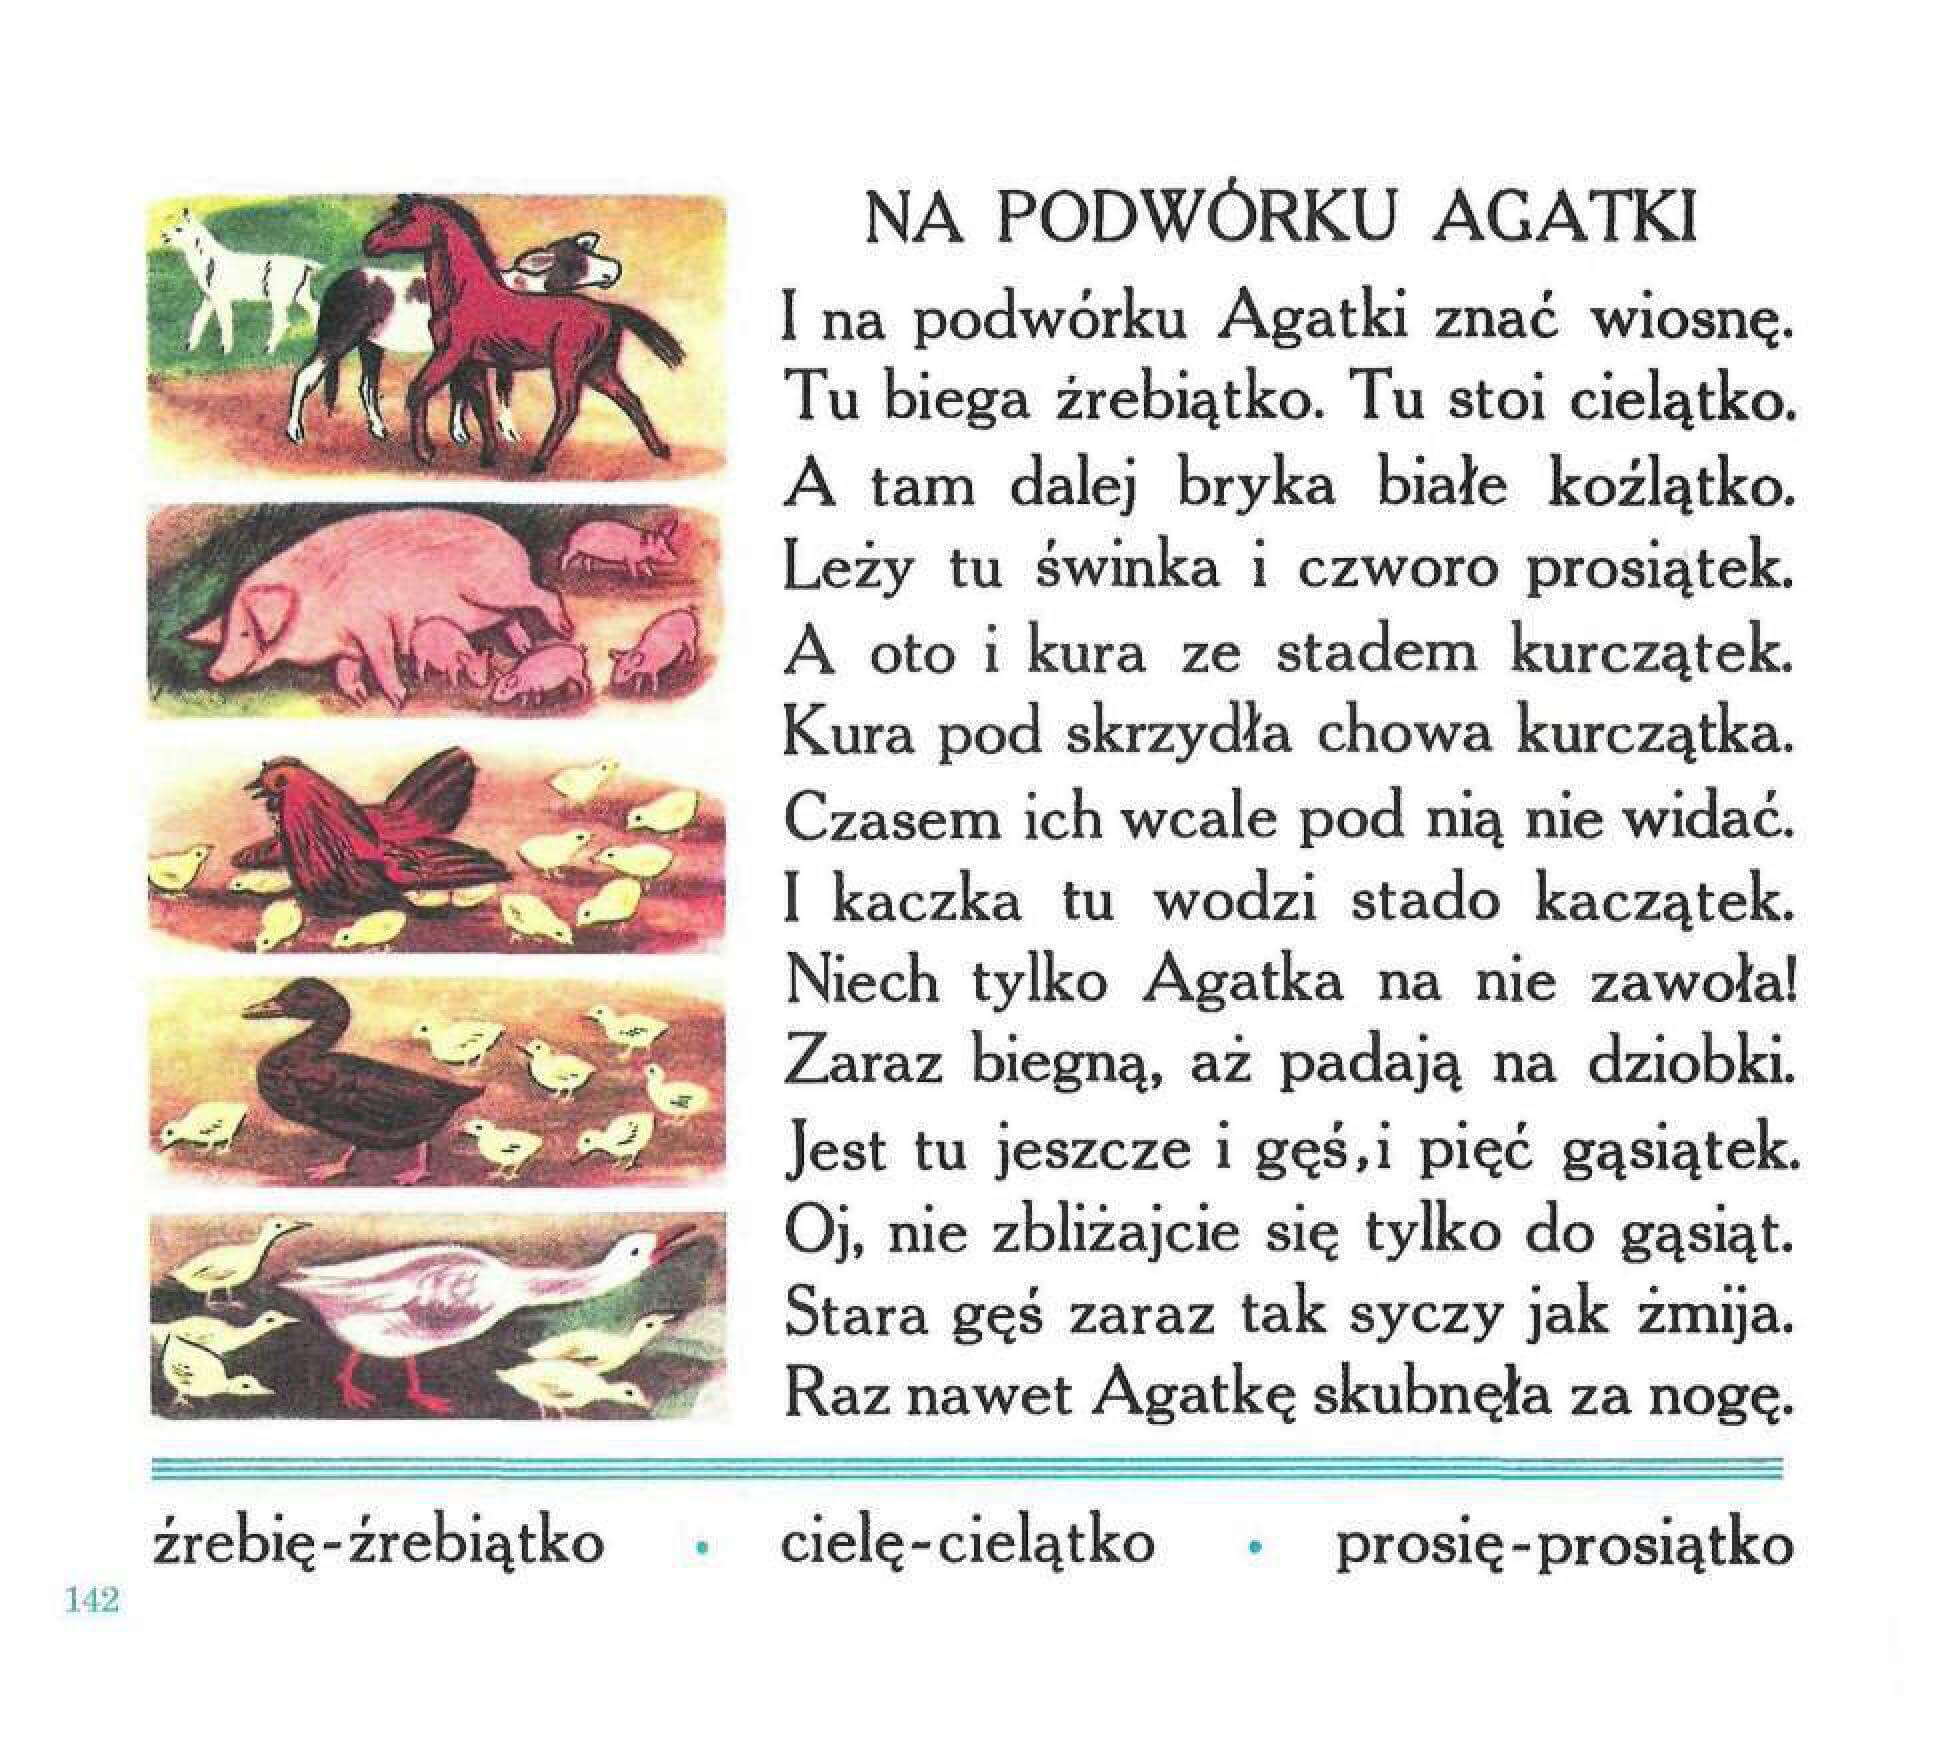 NA PODWÓRKU AGATKI
I na podwórku Agatki znać wiosnę.
Tu biega źrebiątko. Tu stoi cielątko.
A tam dalej bryka białe koźlątko.
Leży tu świnka i czworo prosiątek.
A oto i kura ze stadem kurczątek.
Kura pod skrzydła chowa kurczątka.
Czasem ich wcale pod nią nie widać.
I kaczka tu wodzi stado kaczątek.
Niech tylko Agatka na nie zawoła!
Zaraz biegną, aż padają na dziobki.
Jest tu jeszcze i gęś,i pięć gąsiątek.
Oj, nie zbliżajcie się tylko do gąsiąt.
Stara gęś zaraz tak syczy jak żmija.
Raz nawet Agatkę skubnęła za nogę.
źrebię-źrebiątko • cielę-cielątko • prosię-prosiątko
142